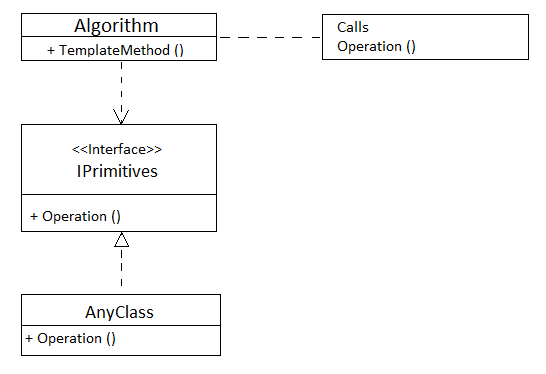 Algorithm
+ TemplateMethod ()
Calls
Operation ()
<<Interface>>
IPrimitives
+ Operation ()
AnyClass
+ Operation ()